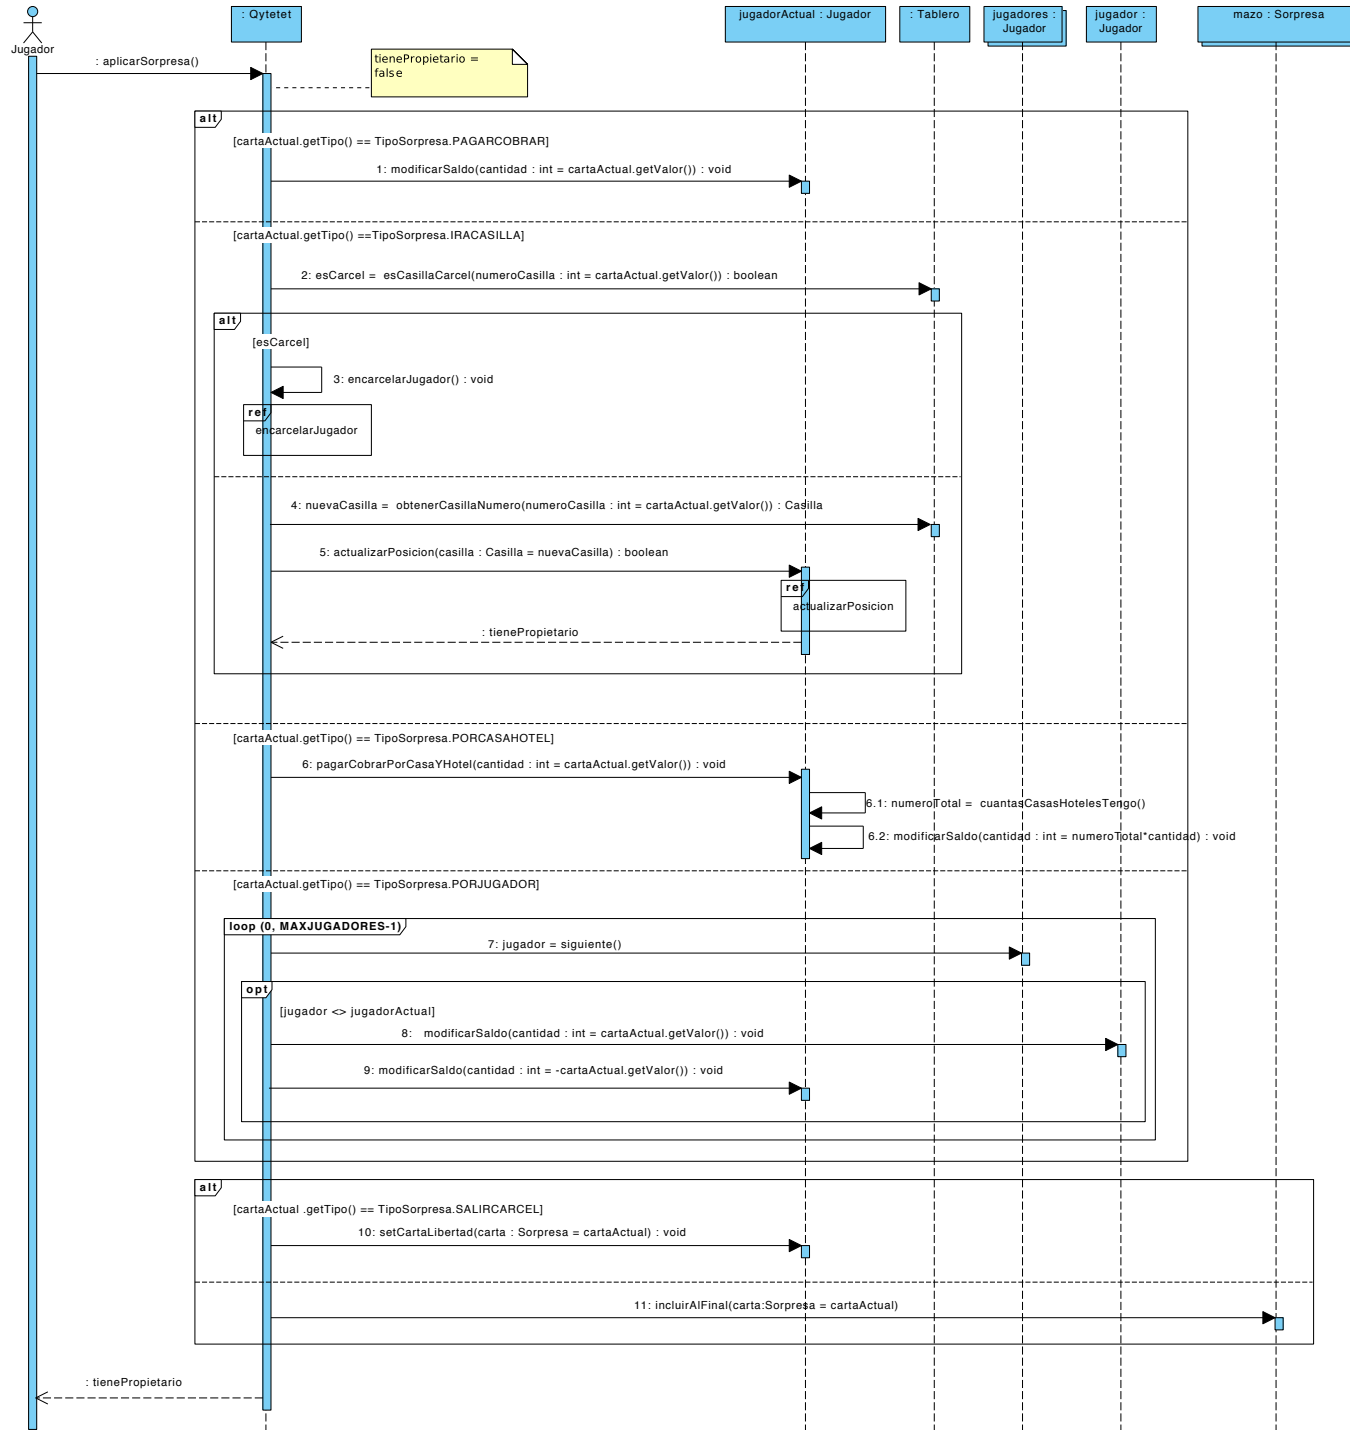 : Qytetet
jugadorActual : Jugador
: Tablero
jugadores :
Jugador
jugador :
Jugador
mazo : Sorpresa
Jugador
: aplicarSorpresa()
tienePropietario =
false
alt
[cartaActual.getTipo() == TipoSorpresa.PAGARCOBRAR]
1: modificarSaldo(cantidad : int = cartaActual.getValor()) : void
[cartaActual.getTipo() ==TipoSorpresa.IRACASILLA]
2: esCarcel = esCasillaCarcel(numeroCasilla : int = cartaActual.getValor()) : boolean
alt
[esCarcel]
3: encarcelarJugador() : void
ref
encarcelarJugador
4: nuevaCasilla = obtenerCasillaNumero(numeroCasilla : int = cartaActual.getValor()) : Casilla
5: actualizarPosicion(casilla : Casilla = nuevaCasilla) : boolean
ref
actualizarPosicion
: tienePropietario
[cartaActual.getTipo() == TipoSorpresa.PORCASAHOTEL]
6: pagarCobrarPorCasaYHotel(cantidad : int = cartaActual.getValor()) : void
6.1: numeroTotal = cuantasCasasHotelesTengo()
6.2: modificarSaldo(cantidad : int = numeroTotal*cantidad) : void
[cartaActual.getTipo() == TipoSorpresa.PORJUGADOR]
loop (0, MAXJUGADORES-1)
7: jugador = siguiente()
opt
[jugador <> jugadorActual]
8: modificarSaldo(cantidad : int = cartaActual.getValor()) : void
9: modificarSaldo(cantidad : int = -cartaActual.getValor()) : void
alt
[cartaActual .getTipo() == TipoSorpresa.SALIRCARCEL]
10: setCartaLibertad(carta : Sorpresa = cartaActual) : void
11: incluirAlFinal(carta:Sorpresa = cartaActual)
: tienePropietario